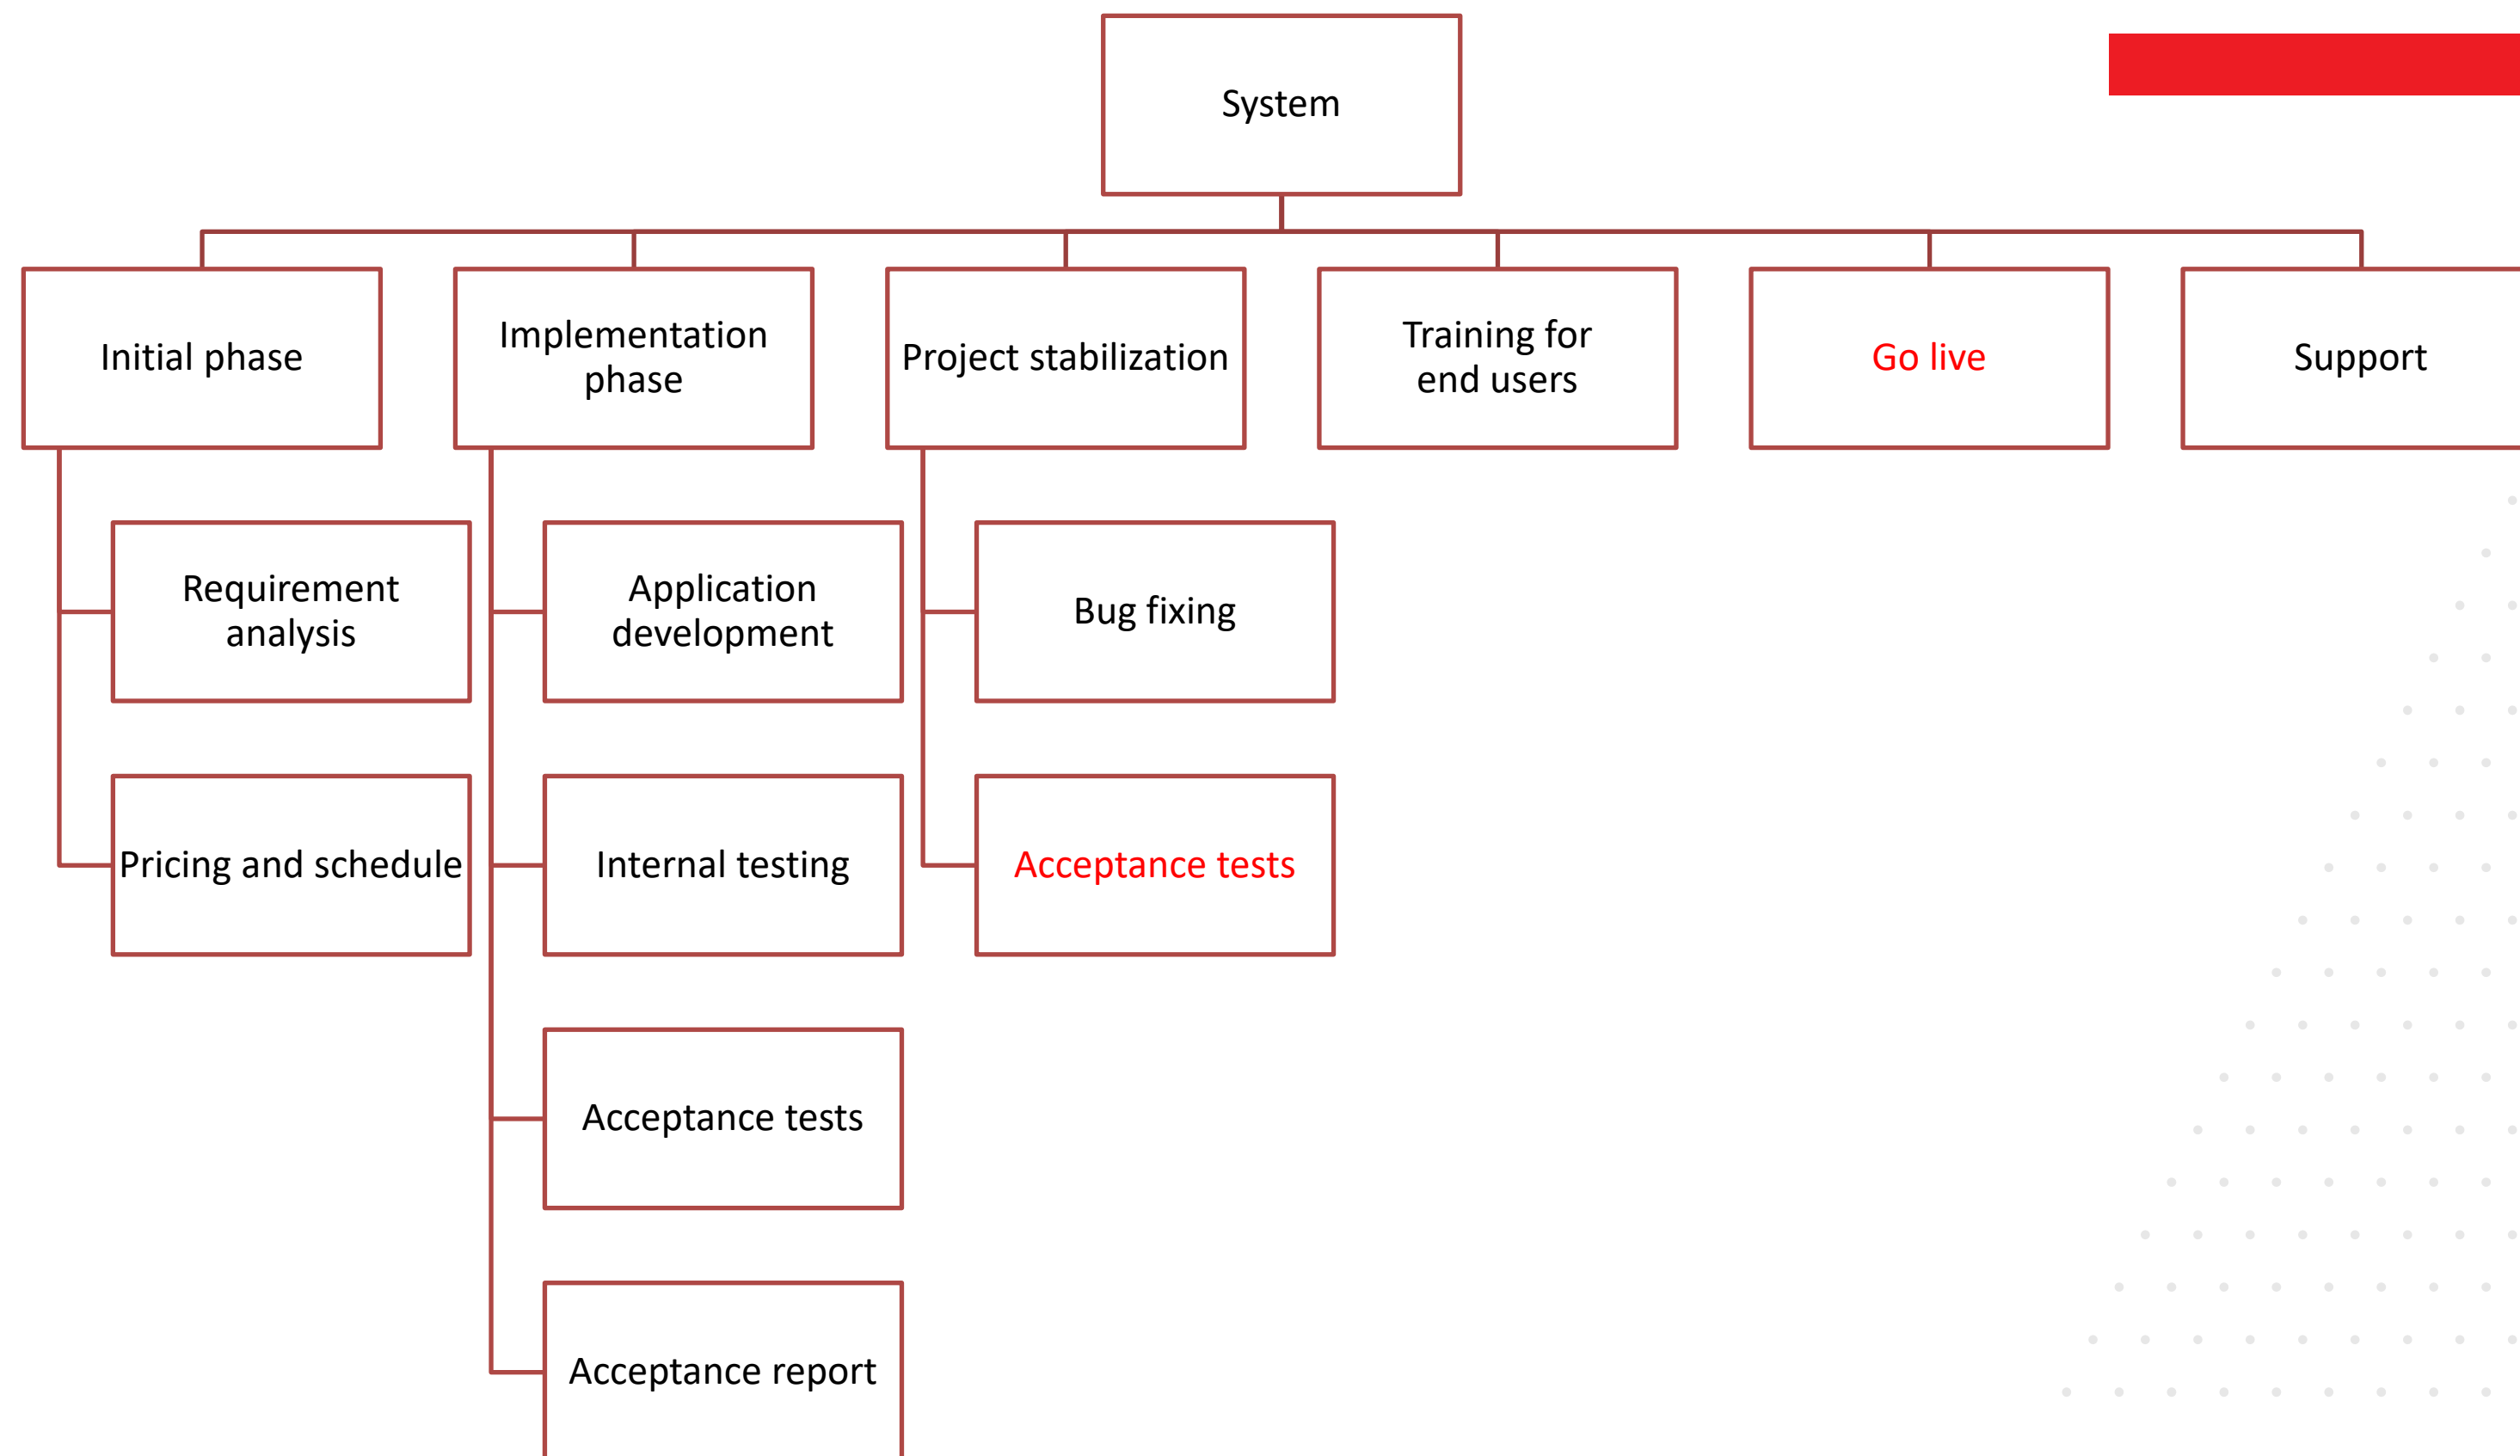 System
Initial phase
Implementation
phase
Project stabilization
Training for
end users
Go live
Support
Requirement
analysis
Application
development
Bug fixing
Pricing and schedule
Internal testing
Acceptance tests
Acceptance tests
Acceptance report